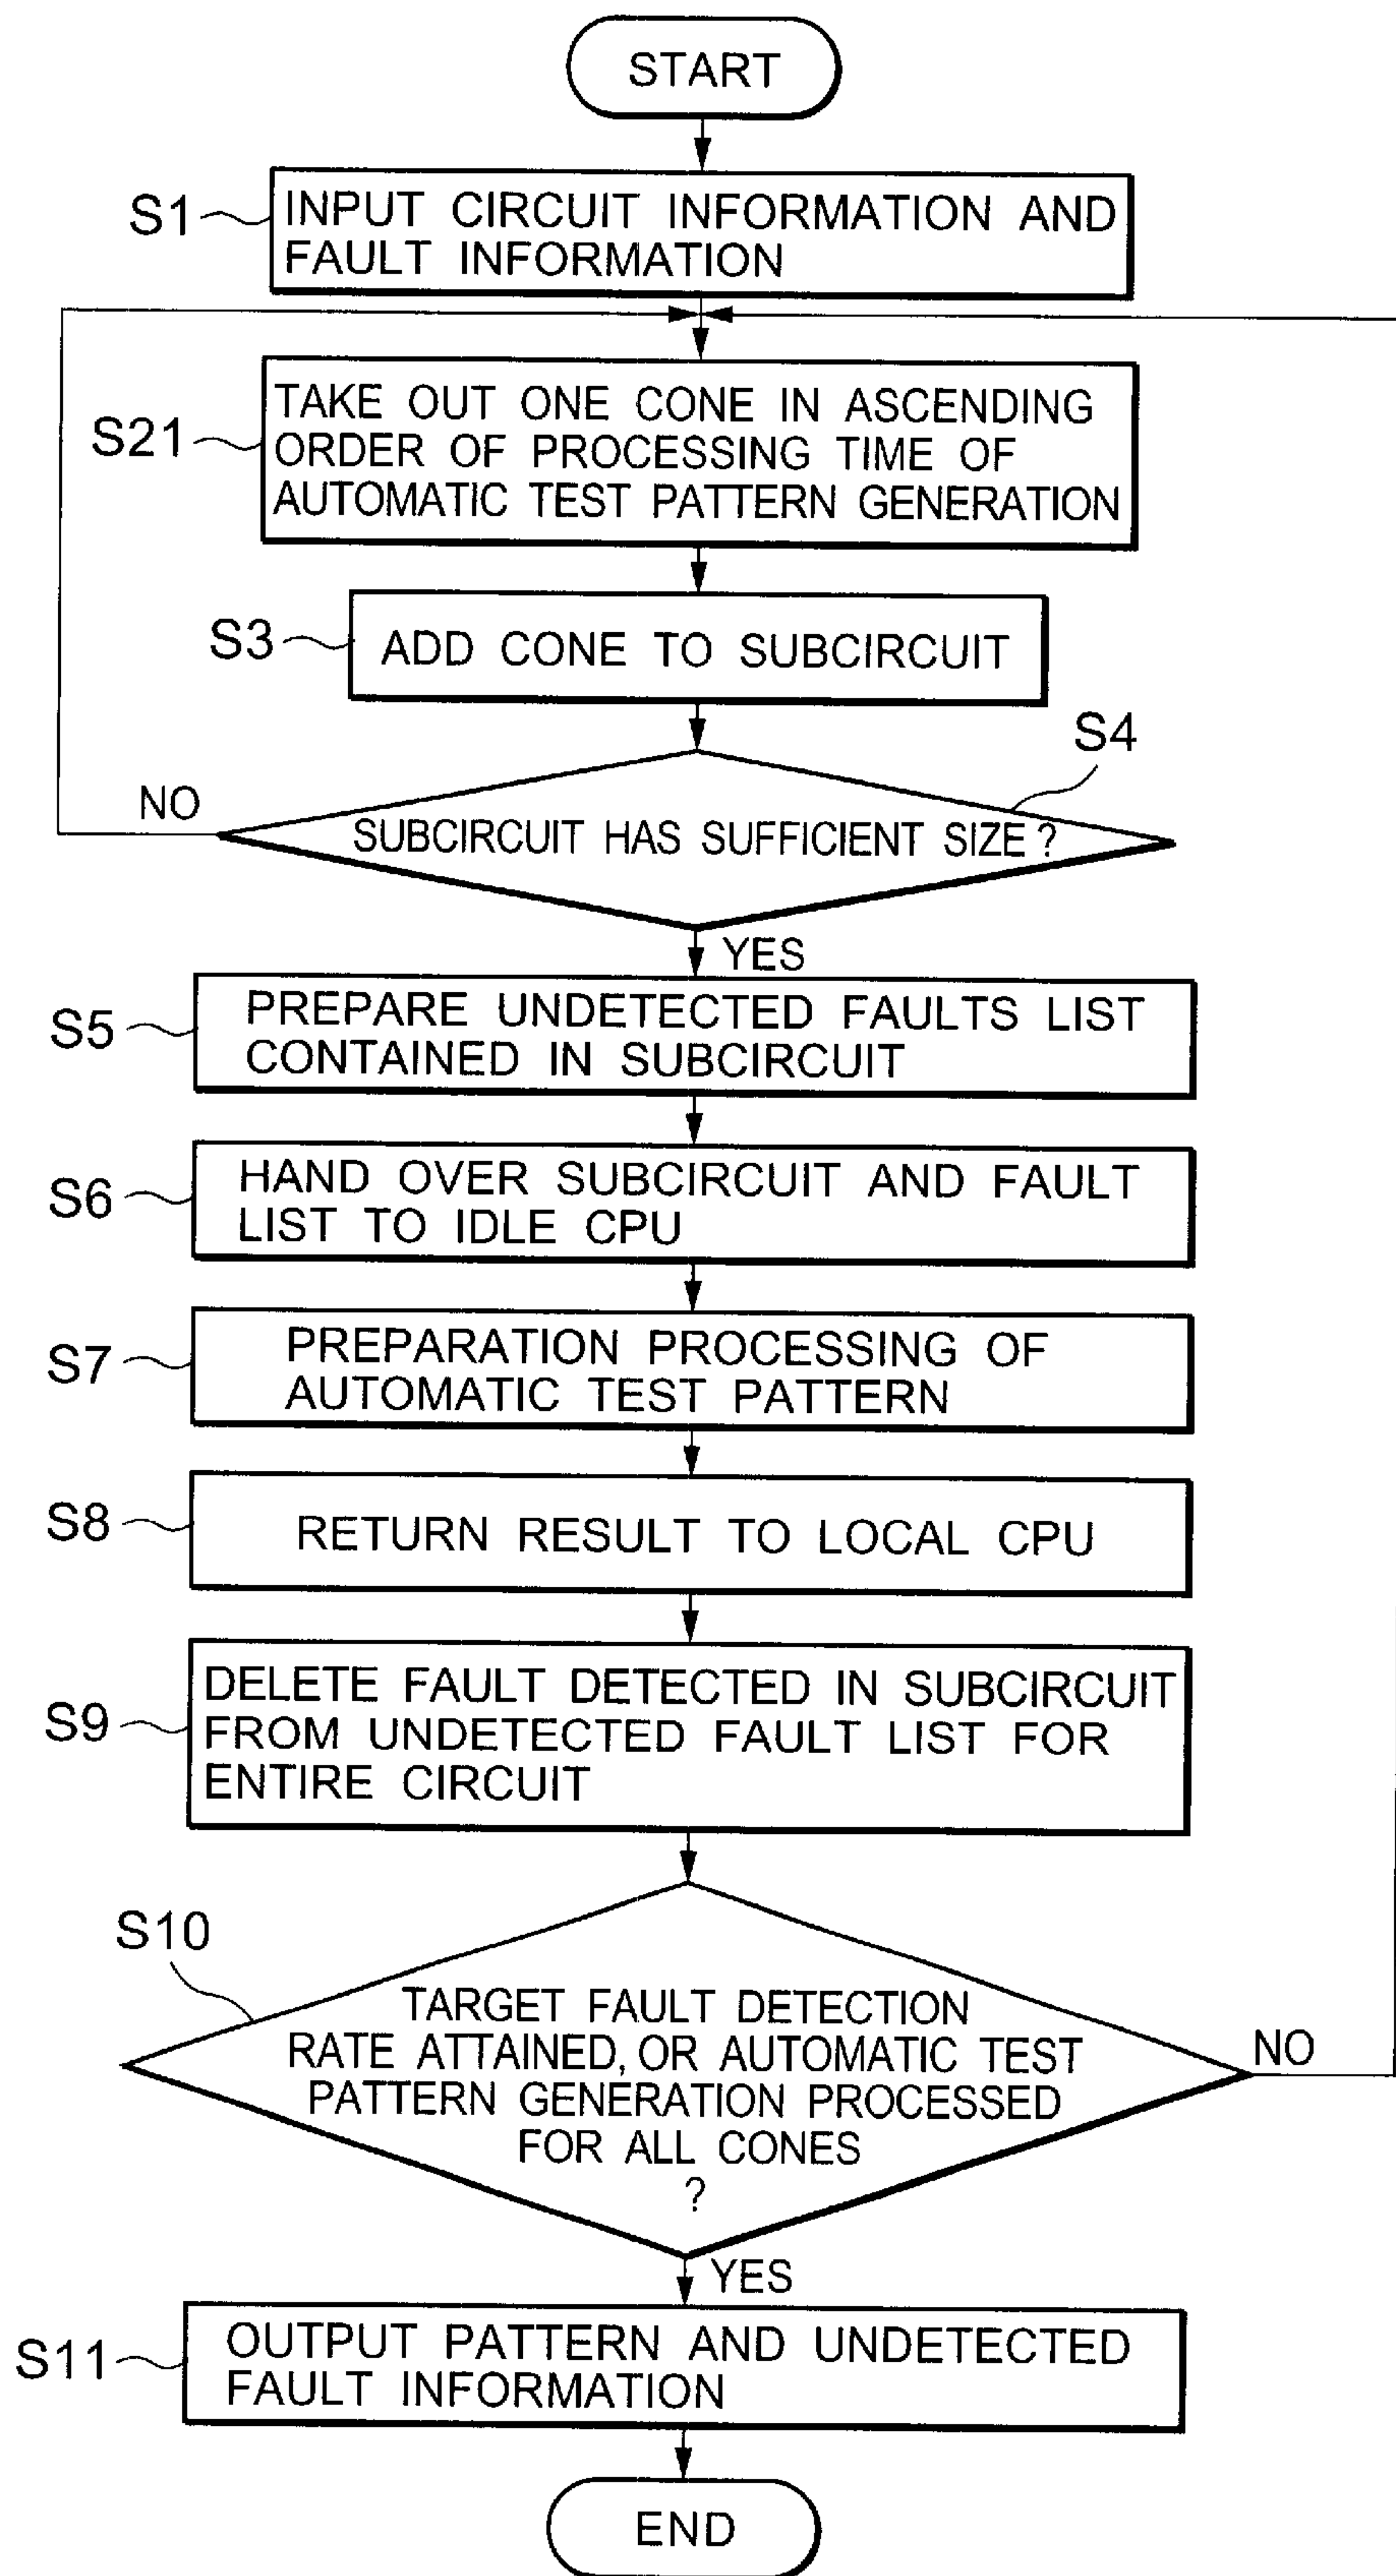 START
S1
INPUT CIRCUIT INFORMATION AND
FAULT INFORMATION
S21
TAKE OUT ONE CONE IN ASCENDING
ORDER OF PROCESSING TIME OF
AUTOMATIC TEST PATTERN GENERATION
S3
ADD CONE TO SUBCIRCUIT
S4
NO
SUBCIRCUIT HAS SUFFICIENT SIZE ?
YES
S5
PREPARE UNDETECTED FAULTS LIST
CONTAINED IN SUBCIRCUIT
S6
HAND OVER SUBCIRCUIT AND FAULT
LIST TO IDLE CPU
S7
PREPARATION PROCESSING OF
AUTOMATIC TEST PATTERN
S8
RETURN RESULT TO LOCAL CPU
S9
DELETE FAULT DETECTED IN SUBCIRCUIT
FROM UNDETECTED FAULT LIST FOR
ENTIRE CIRCUIT
S10
TARGET FAULT DETECTION
RATE ATTAINED, OR AUTOMATIC TEST
PATTERN GENERATION PROCESSED
FOR ALL CONES
?
NO
YES
S11
OUTPUT PATTERN AND UNDETECTED
FAULT INFORMATION
END